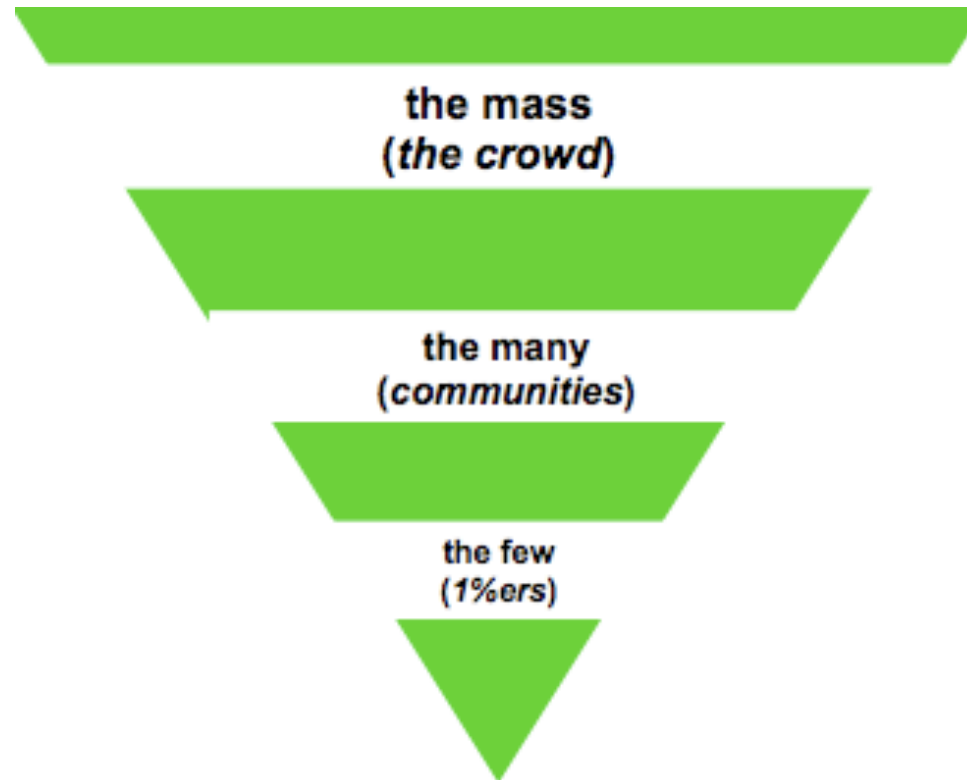 the mass
(the crowd)
the many
(communities)
the few
(1%ers)